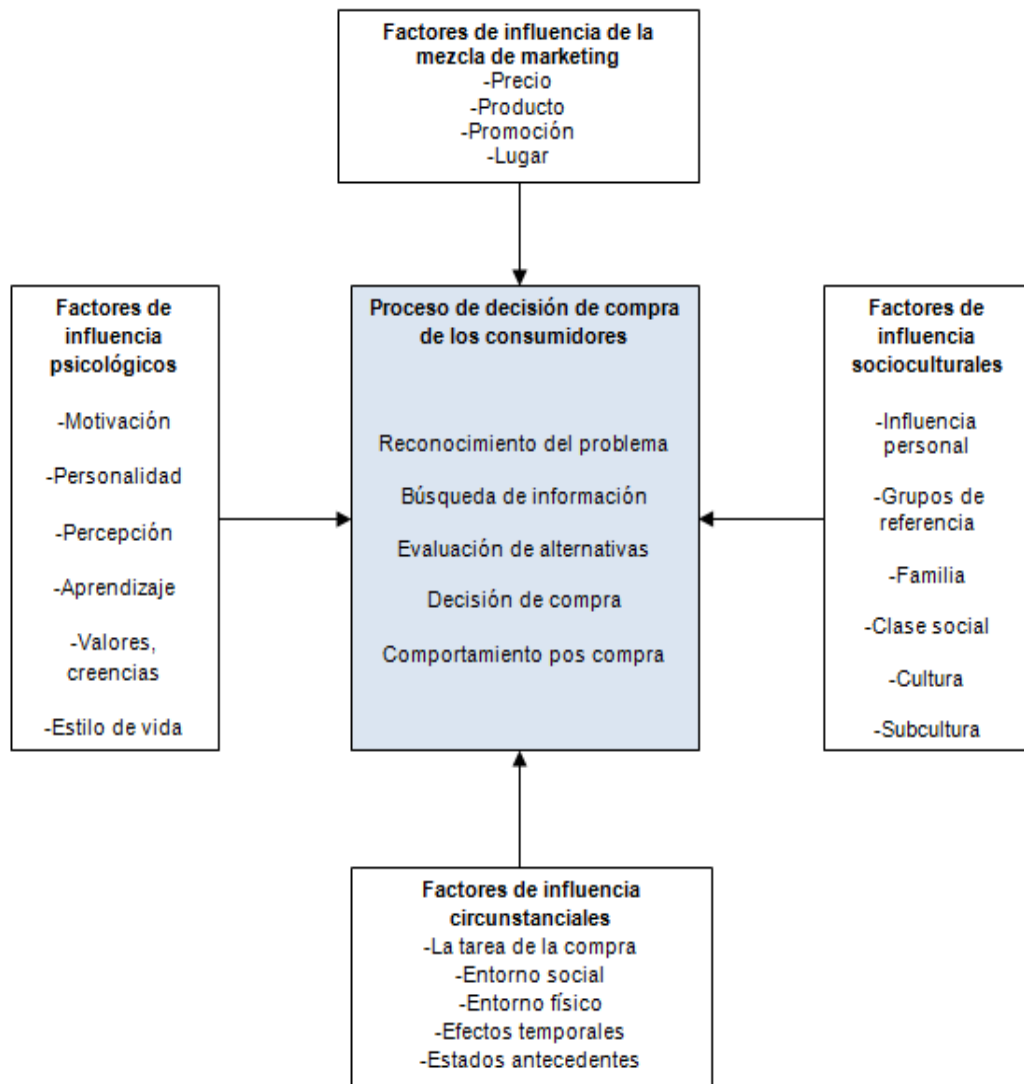 Factores de influencia de la
mezcla de marketing
-Precio
-Producto
-Promoción
-Lugar
Factores de
influencia
psicológicos
-Motivación
-Personalidad
-Percepción
-Aprendizaje
-Valores,
creencias
-Estilo de vida
Proceso de decisión de compra
de los consumidores
Reconocimiento del problema
Búsqueda de información
Evaluación de alternativas
Decisión de compra
Comportamiento pos compra
Factores de
influencia
socioculturales
-Influencia
personal
-Grupos de
referencia
-Familia
-Clase social
-Cultura
-Subcultura
Factores de influencia
circunstanciales
-La tarea de la compra
-Entorno social
-Entorno físico
-Efectos temporales
-Estados antecedentes